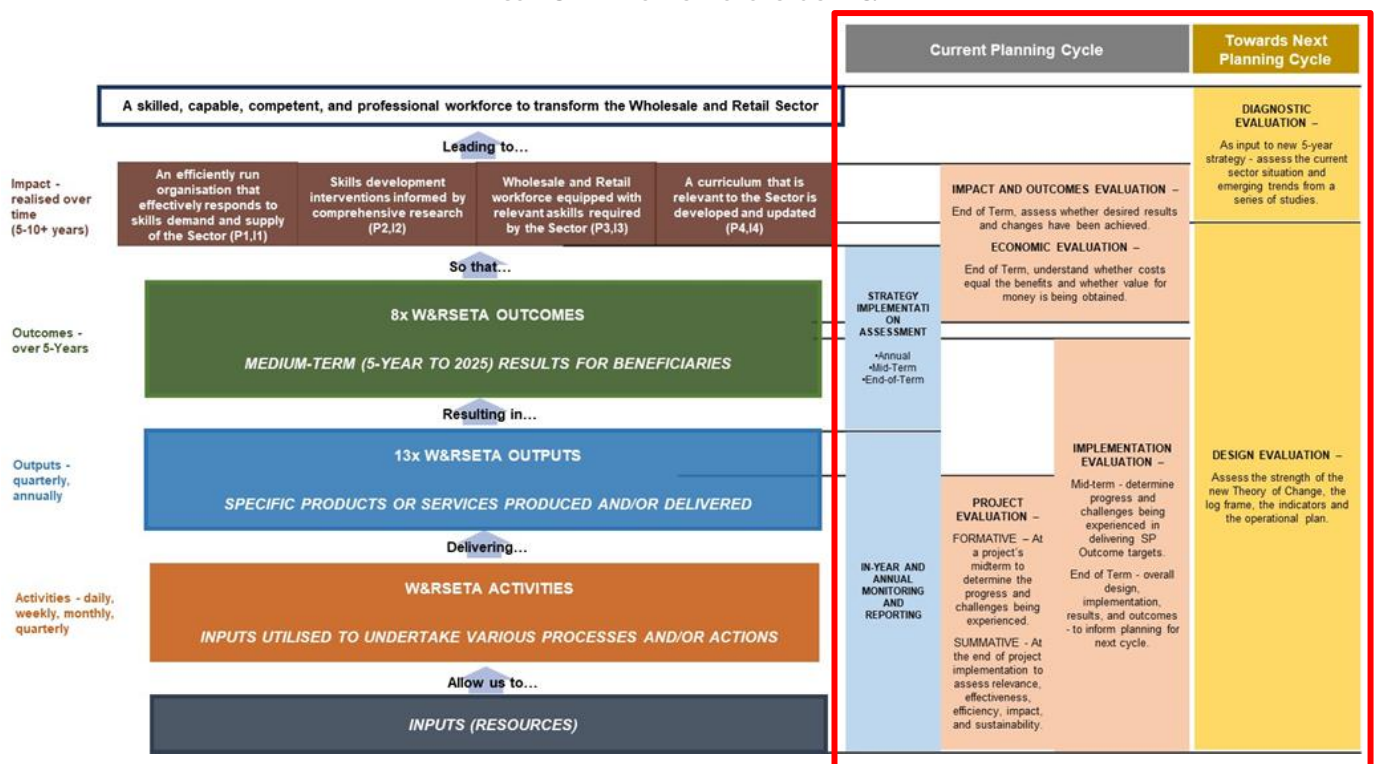 Current Planning Cycle
Towards Next
Planning Cycle
A skilled, capable, competent, and professional workforce to transform the Wholesale and Retail Sector
Leading to…
Impact -
realised over
time
(5-10+ years)
An efficiently run
organisation that
effectively responds to
skills demand and supply
of the Sector (P1,I1)
Skills development
interventions informed by
comprehensive research
(P2,I2)
Wholesale and Retail
workforce equipped with
relevant askills required
by the Sector (P3,I3)
A curriculum that is
relevant to the Sector is
developed and updated
(P4,I4)
So that…
Outcomes -
over 5-Years
8x W&RSETA OUTCOMES
MEDIUM-TERM (5-YEAR TO 2025) RESULTS FOR BENEFICIARIES
Resulting in…
Outputs -
quarterly,
annually
13x W&RSETA OUTPUTS
SPECIFIC PRODUCTS OR SERVICES PRODUCED AND/OR DELIVERED
Delivering…
Activities - daily,
weekly, monthly,
quarterly
W&RSETA ACTIVITIES
INPUTS UTILISED TO UNDERTAKE VARIOUS PROCESSES AND/OR ACTIONS
Allow us to…
INPUTS (RESOURCES)
STRATEGY
IMPLEMENTATI
ON
ASSESSMENT
•Annual
•Mid-Term
•End-of-Term
IN-YEAR AND
ANNUAL
MONITORING
AND
REPORTING
IMPACT AND OUTCOMES EVALUATION –
End of Term, assess whether desired results
and changes have been achieved.
ECONOMIC EVALUATION –
End of Term, understand whether costs
equal the benefits and whether value for
money is being obtained.
PROJECT
EVALUATION –
FORMATIVE – At
a project's
midterm to
determine the
progress and
challenges being
experienced.
SUMMATIVE - At
the end of project
implementation to
assess relevance,
effectiveness,
efficiency, impact,
and sustainability.
IMPLEMENTATION
EVALUATION –
Mid-term - determine
progress and
challenges being
experienced in
delivering SP
Outcome targets.
End of Term - overall
design,
implementation,
results, and outcomes
- to inform planning for
next cycle.
DIAGNOSTIC
EVALUATION –
As input to new 5-year
strategy - assess the current
sector situation and
emerging trends from a
series of studies.
DESIGN EVALUATION –
Assess the strength of the
new Theory of Change, the
log frame, the indicators and
the operational plan.